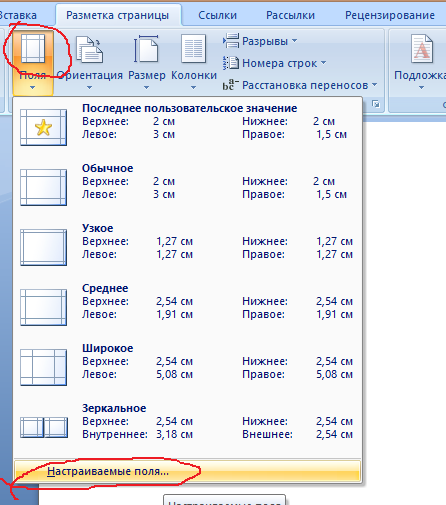 Вставка Разметка страницы Ссылки Рассылки Рецензирование
Поля Ориентация Размер Колонки Разрывы Подложка
Номера строк
Расстановка переносов
Последнее пользовательское значение
Верхнее: 2 см Нижнее: 2 см
Левое: 3 см Правое: 1,5 см
Обычное
Верхнее: 2 см Нижнее: 2 см
Левое: 3 см Правое: 1,5 см
Узкое
Верхнее: 1,27 см Нижнее: 1,27 см
Левое: 1,27 см Правое: 1,27 см
Среднее
Верхнее: 2,54 см Нижнее: 2,54 см
Левое: 1,91 см Правое: 1,91 см
Широкое
Верхнее: 2,54 см Нижнее: 2,54 см
Левое: 5,08 см Правое: 5,08 см
Зеркальное
Верхнее: 2,54 см Нижнее: 2,54 см
Внутреннее: 3,18 см Внешнее: 2,54 см
Настраиваемые поля...